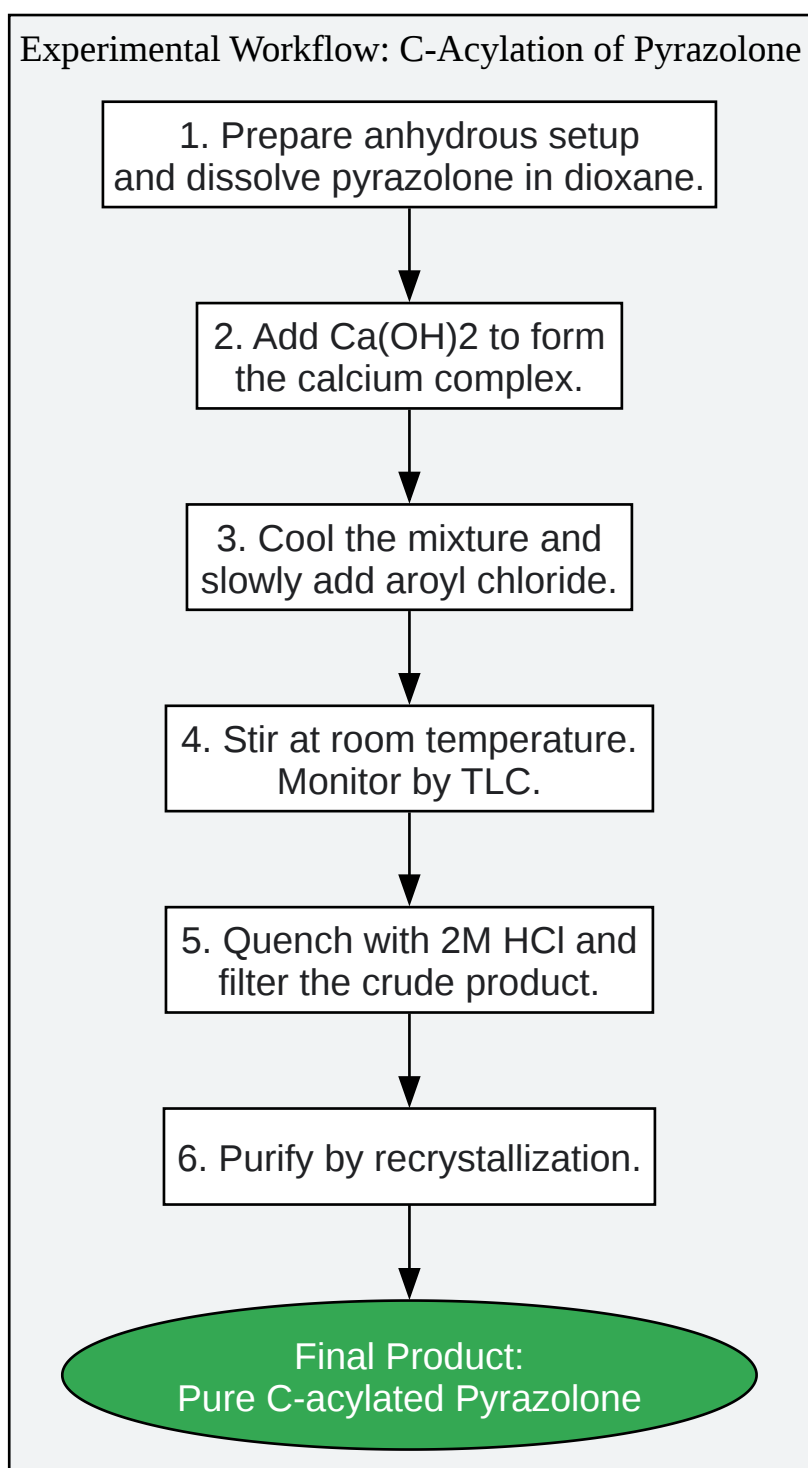 Experimental Workflow: C-Acylation of Pyrazolone
1. Prepare anhydrous setup
and dissolve pyrazolone in dioxane.
2. Add Ca(OH)2 to form
the calcium complex.
3. Cool the mixture and
slowly add aroyl chloride.
4. Stir at room temperature.
Monitor by TLC.
5. Quench with 2M HCl and
filter the crude product.
6. Purify by recrystallization.
Final Product:
Pure C-acylated Pyrazolone